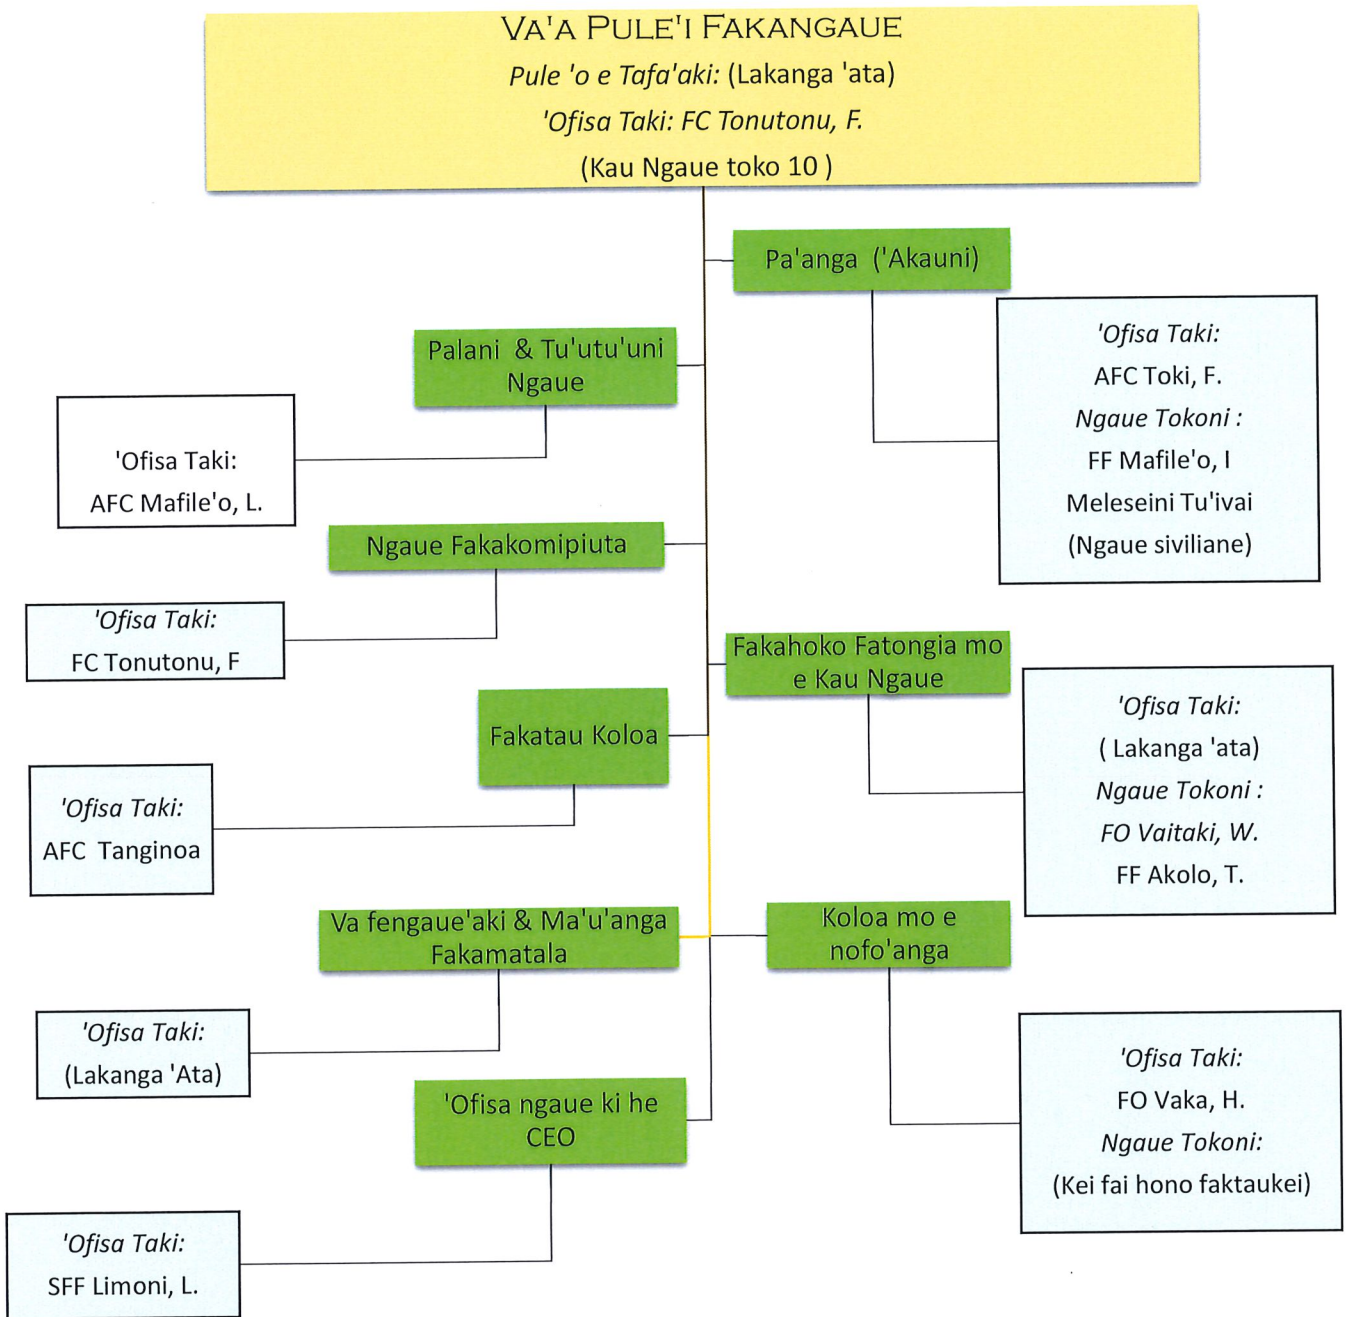 VA'A PULE'I FAKANGAUE
Pule 'o e Tafa'aki: (Lakanga 'ata)
'Ofisa Taki: FC Tonutonu, F.
(Kau Ngaue toko 10 )
Pa'anga ('Akauni)
'Ofisa Taki:
AFC Toki, F.
Ngaue Tokoni :
FF Mafile'o, I
Meleseini Tu'ivai
(Ngaue siviliane)
Palani & Tu'utu'uni
Ngaue
'Ofisa Taki:
AFC Mafile'o, L.
Ngaue Fakakomipiuta
'Ofisa Taki:
FC Tonutonu, F
Fakahoko Fatongia mo
e Kau Ngaue
'Ofisa Taki:
( Lakanga 'ata)
Ngaue Tokoni :
FO Vaitaki, W.
FF Akolo, T.
Fakatau Koloa
'Ofisa Taki:
AFC Tanginoa
Va fengaue'aki & Ma'u'anga
Fakamatala
'Ofisa Taki:
(Lakanga 'Ata)
Koloa mo e
nofo'anga
'Ofisa Taki:
FO Vaka, H.
Ngaue Tokoni:
(Kei fai hono faktaukei)
'Ofisa ngaue ki he
CEO
'Ofisa Taki:
SFF Limoni, L.